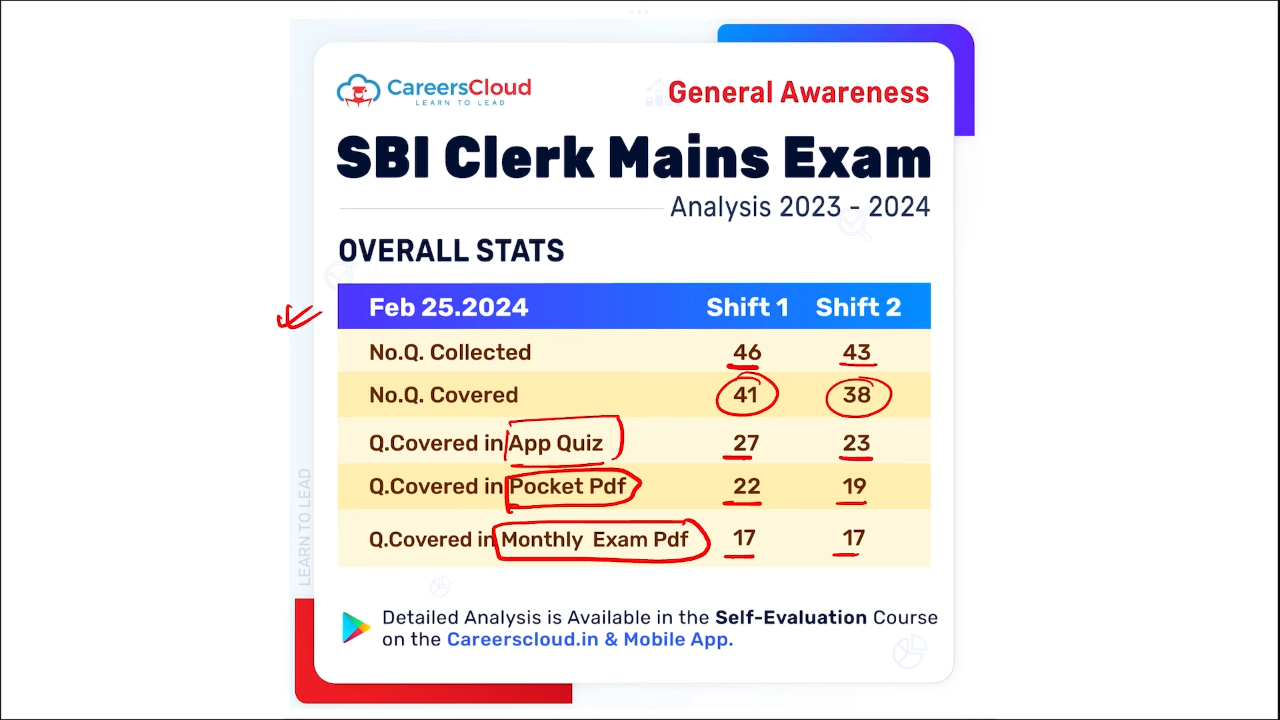 CareersCloud
LEARN TO LEAD
General Awareness
SBI Clerk Mains Exam
Analysis 2023 - 2024
OVERALL STATS
Feb 25.2024 Shift 1 Shift 2
No.Q. Collected 46 43
No.Q. Covered 41 38
Q.Covered in App Quiz 27 23
Q.Covered in Pocket Pdf 22 19
Q.Covered in Monthly Exam Pdf 17 17
LEARN TO LEAD
Detailed Analysis is Available in the Self-Evaluation Course
on the Careerscloud.in & Mobile App.